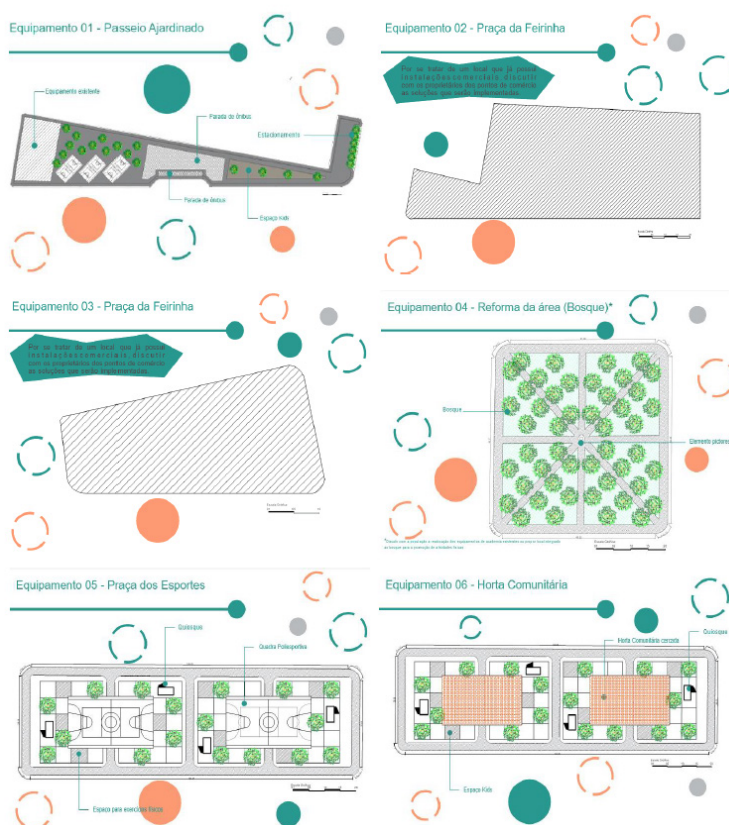 Equipamento 01 - Passeio Ajardinado
Equipamento existente
Parada de ônibus
Estacionamento
Parada de ônibus
Espaço Kids
Equipamento 02 - Praça da Feirinha
Por se tratar de um local que já possui
instalações comerciais, discutir
com os proprietários dos pontos de comércio
as soluções que serão implementadas.
Equipamento 03 - Praça da Feirinha
Por se tratar de um local que já possui
instalações comerciais, discutir
com os proprietários dos pontos de comércio
as soluções que serão implementadas.
Equipamento 04 - Reforma da área (Bosque)*
Bosque
Elemento
Escala Gráfica
Equipamento 05 - Praça dos Esportes
Quiosques
Quadra Poliesportiva
Espaço para exercícios físicos
Equipamento 06 - Horta Comunitária
Horta Comunitária cercada
Quiosque
Espaço Kids